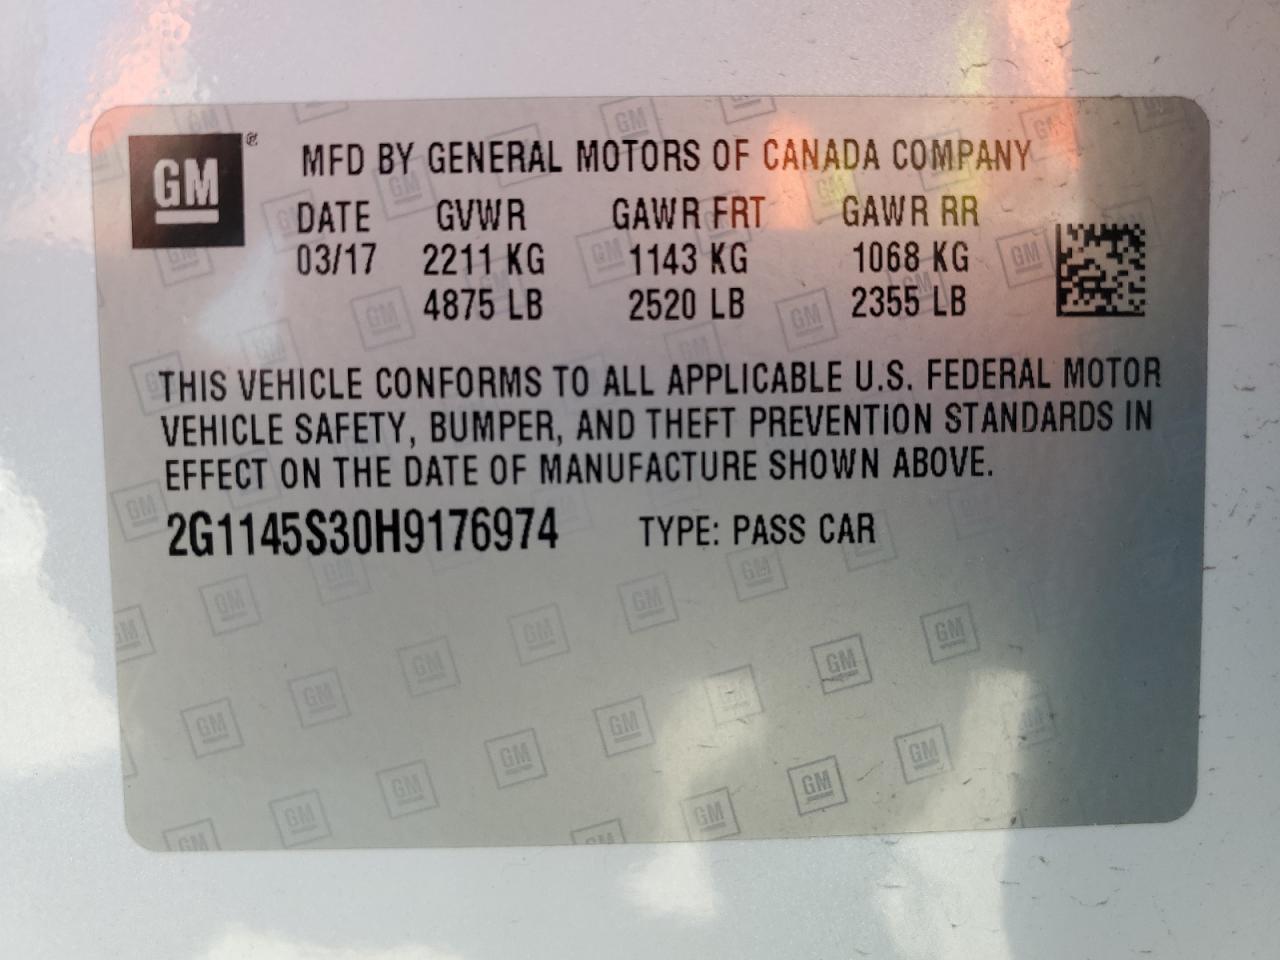 GM ® MFD BY GENERAL MOTORS OF CANADA COMPANY
DATE GVWR GAWR FRT GAWR RR
03/17 2211 KG 1143 KG 1068 KG
4875 LB 2520 LB 2355 LB
THIS VEHICLE CONFORMS TO ALL APPLICABLE U.S. FEDERAL MOTOR
VEHICLE SAFETY, BUMPER, AND THEFT PREVENTION STANDARDS IN
EFFECT ON THE DATE OF MANUFACTURE SHOWN ABOVE.
2G1145S30H9176974 TYPE: PASS CAR